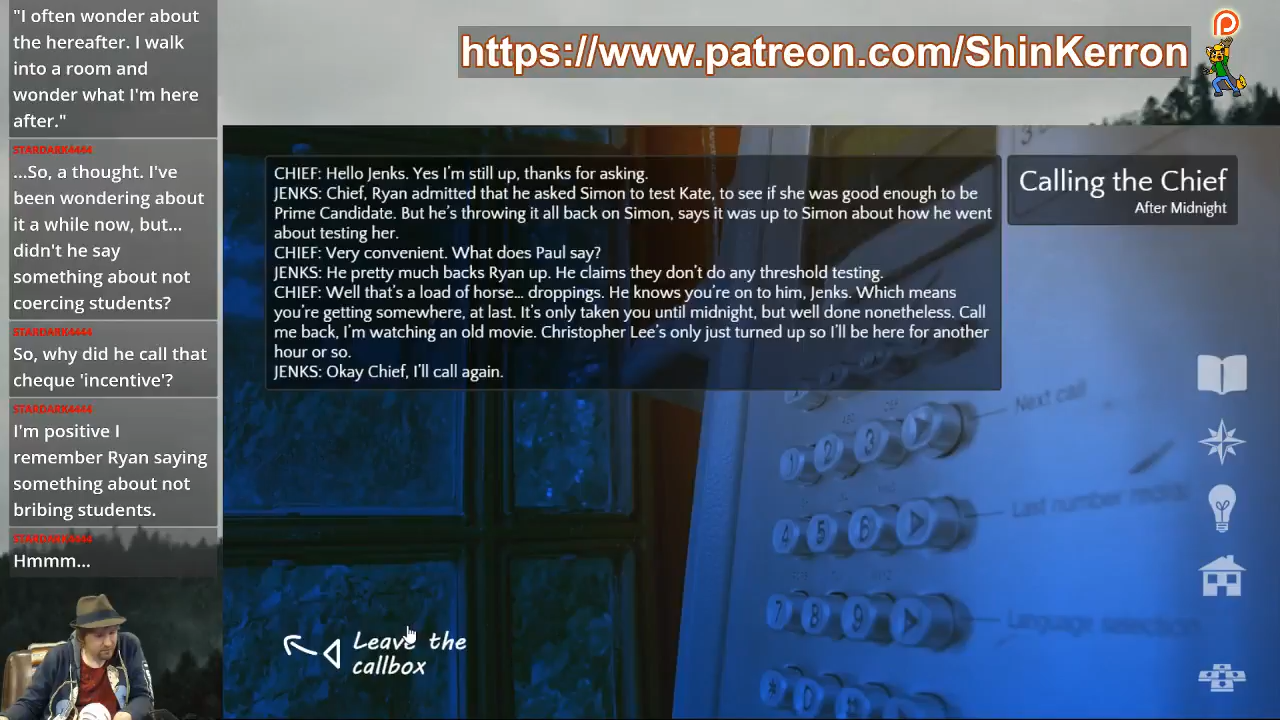 "I often wonder about
the hereafter. I walk
into a room and
wonder what I'm here
after."
STARDARK4444
...So, a thought. I've
been wondering about
it a while now, but...
didn't he say
something about not
coercing students?
STARDARK4444
So, why did he call that
cheque 'incentive'?
STARDARK4444
I'm positive I
remember Ryan saying
something about not
bribing students.
STARDARK4444
Hmmm...
https://www.patreon.com/ShinKerron
CHIEF: Hello Jenks. Yes I'm still up, thanks for asking.
JENKS: Chief, Ryan admitted that he asked Simon to test Kate, to see if she was good enough to be
Prime Candidate. But he's throwing it all back on Simon, says it was up to Simon about how he went
about testing her.
CHIEF: Very convenient. What does Paul say?
JENKS: He pretty much backs Ryan up. He claims they don't do any threshold testing.
CHIEF: Well that's a load of horse... droppings. He knows you're on to him, Jenks. Which means
you're getting somewhere, at last. It's only taken you until midnight, but well done nonetheless. Call
me back, I'm watching an old movie. Christopher Lee's only just turned up so I'll be here for another
hour or so.
JENKS: Okay Chief, I'll call again.
Calling the Chief
After Midnight
Next call
1 2 3
Last number redial
4 5 6
Language selection
7 8 9
* 0
Leave the
callbox